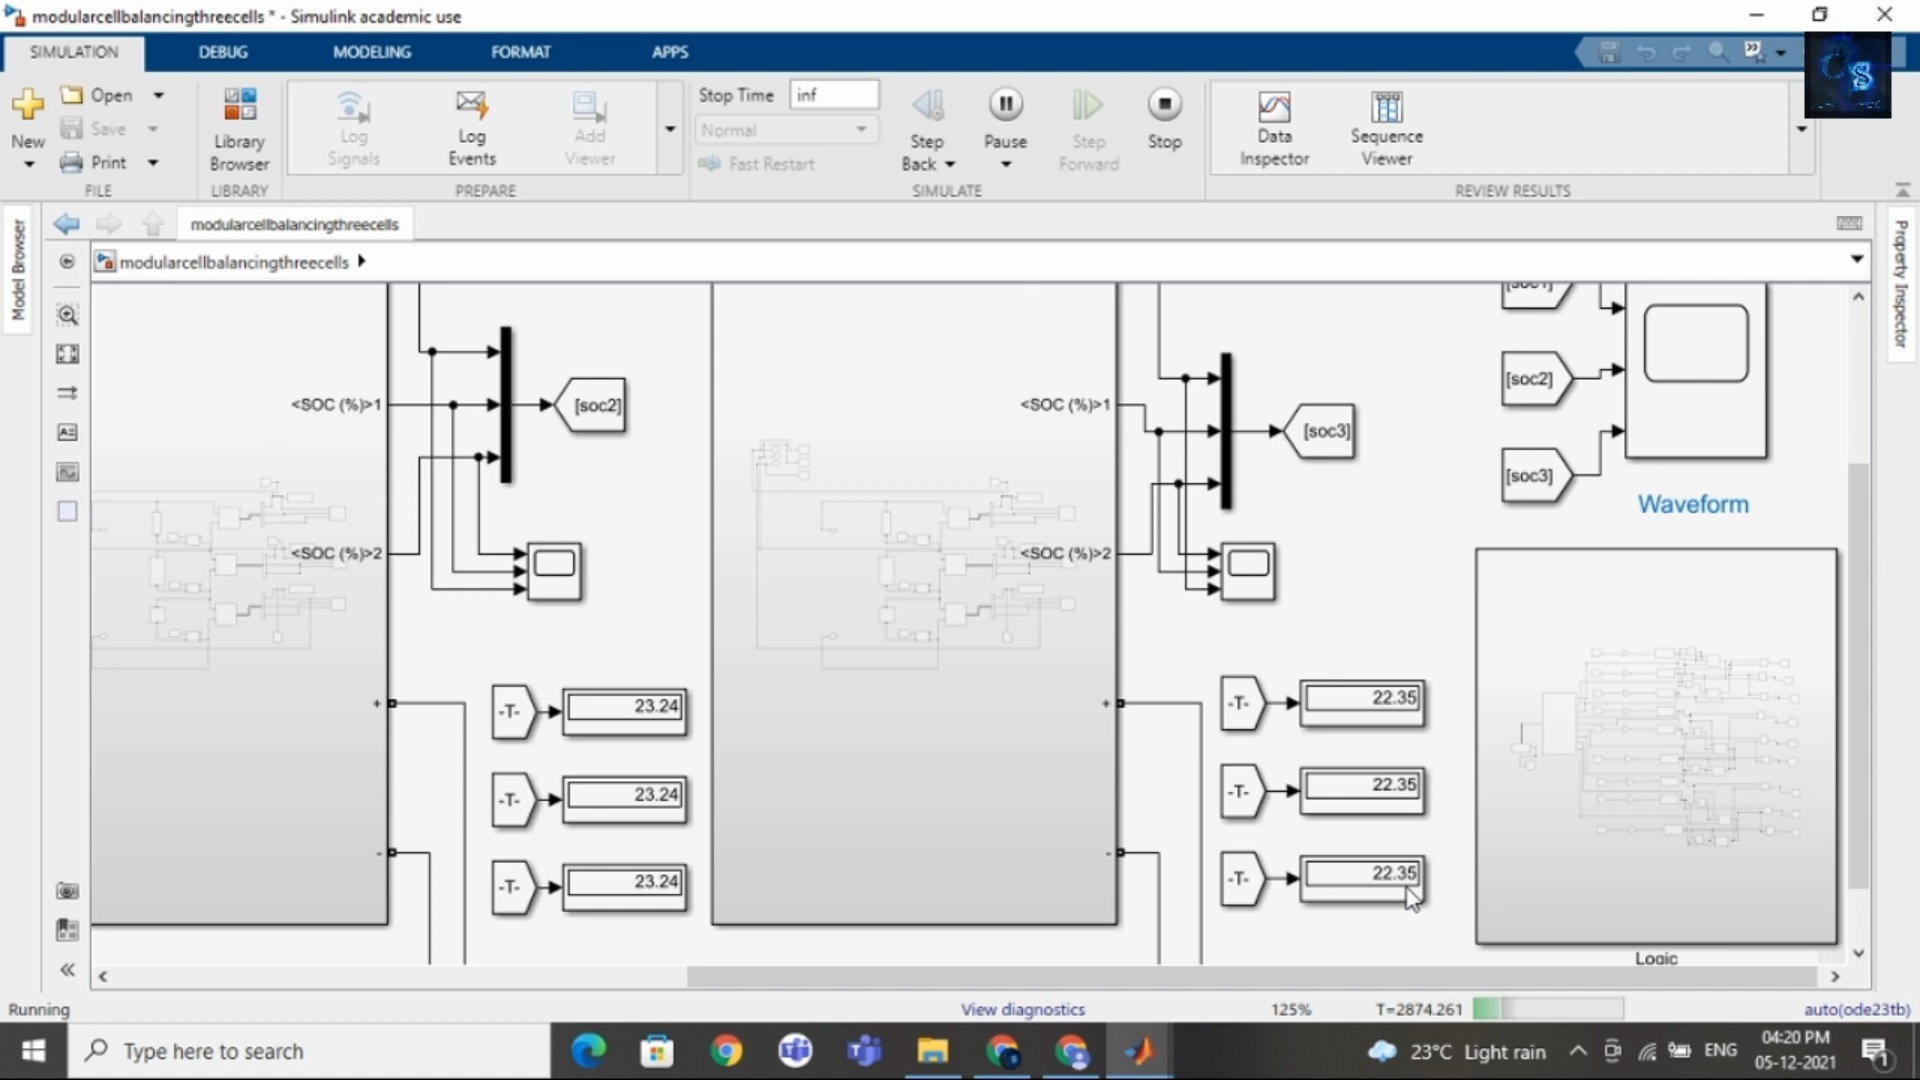 modularcellbalancingthreecells * - Simulink academic use
SIMULATION
DEBUG
MODELING
FORMAT
APPS
New
Open
Save
Print
FILE
Library
Browser
LIBRARY
Log
Signals
Log
Events
Add
Viewer
PREPARE
Stop Time
inf
Normal
Fast Restart
Step
Back
Pause
Step
Forward
Stop
SIMULATE
Data
Inspector
Sequence
Viewer
REVIEW RESULTS
Model Browser
Property Inspector
modularcellbalancingthreecells
modularcellbalancingthreecells
<SOC (%)>1
[soc2]
<SOC (%)>2
+
-
-T-
23.24
-T-
23.24
-T-
23.24
<SOC (%)>1
[soc3]
<SOC (%)>2
+
-
-T-
22.35
-T-
22.35
-T-
22.35
[soc1]
[soc2]
[soc3]
Waveform
Logic
Running
View diagnostics
125%
T=2874.261
auto(ode23tb)
Type here to search
23°C Light rain
ENG
04:20 PM
05-12-2021
1